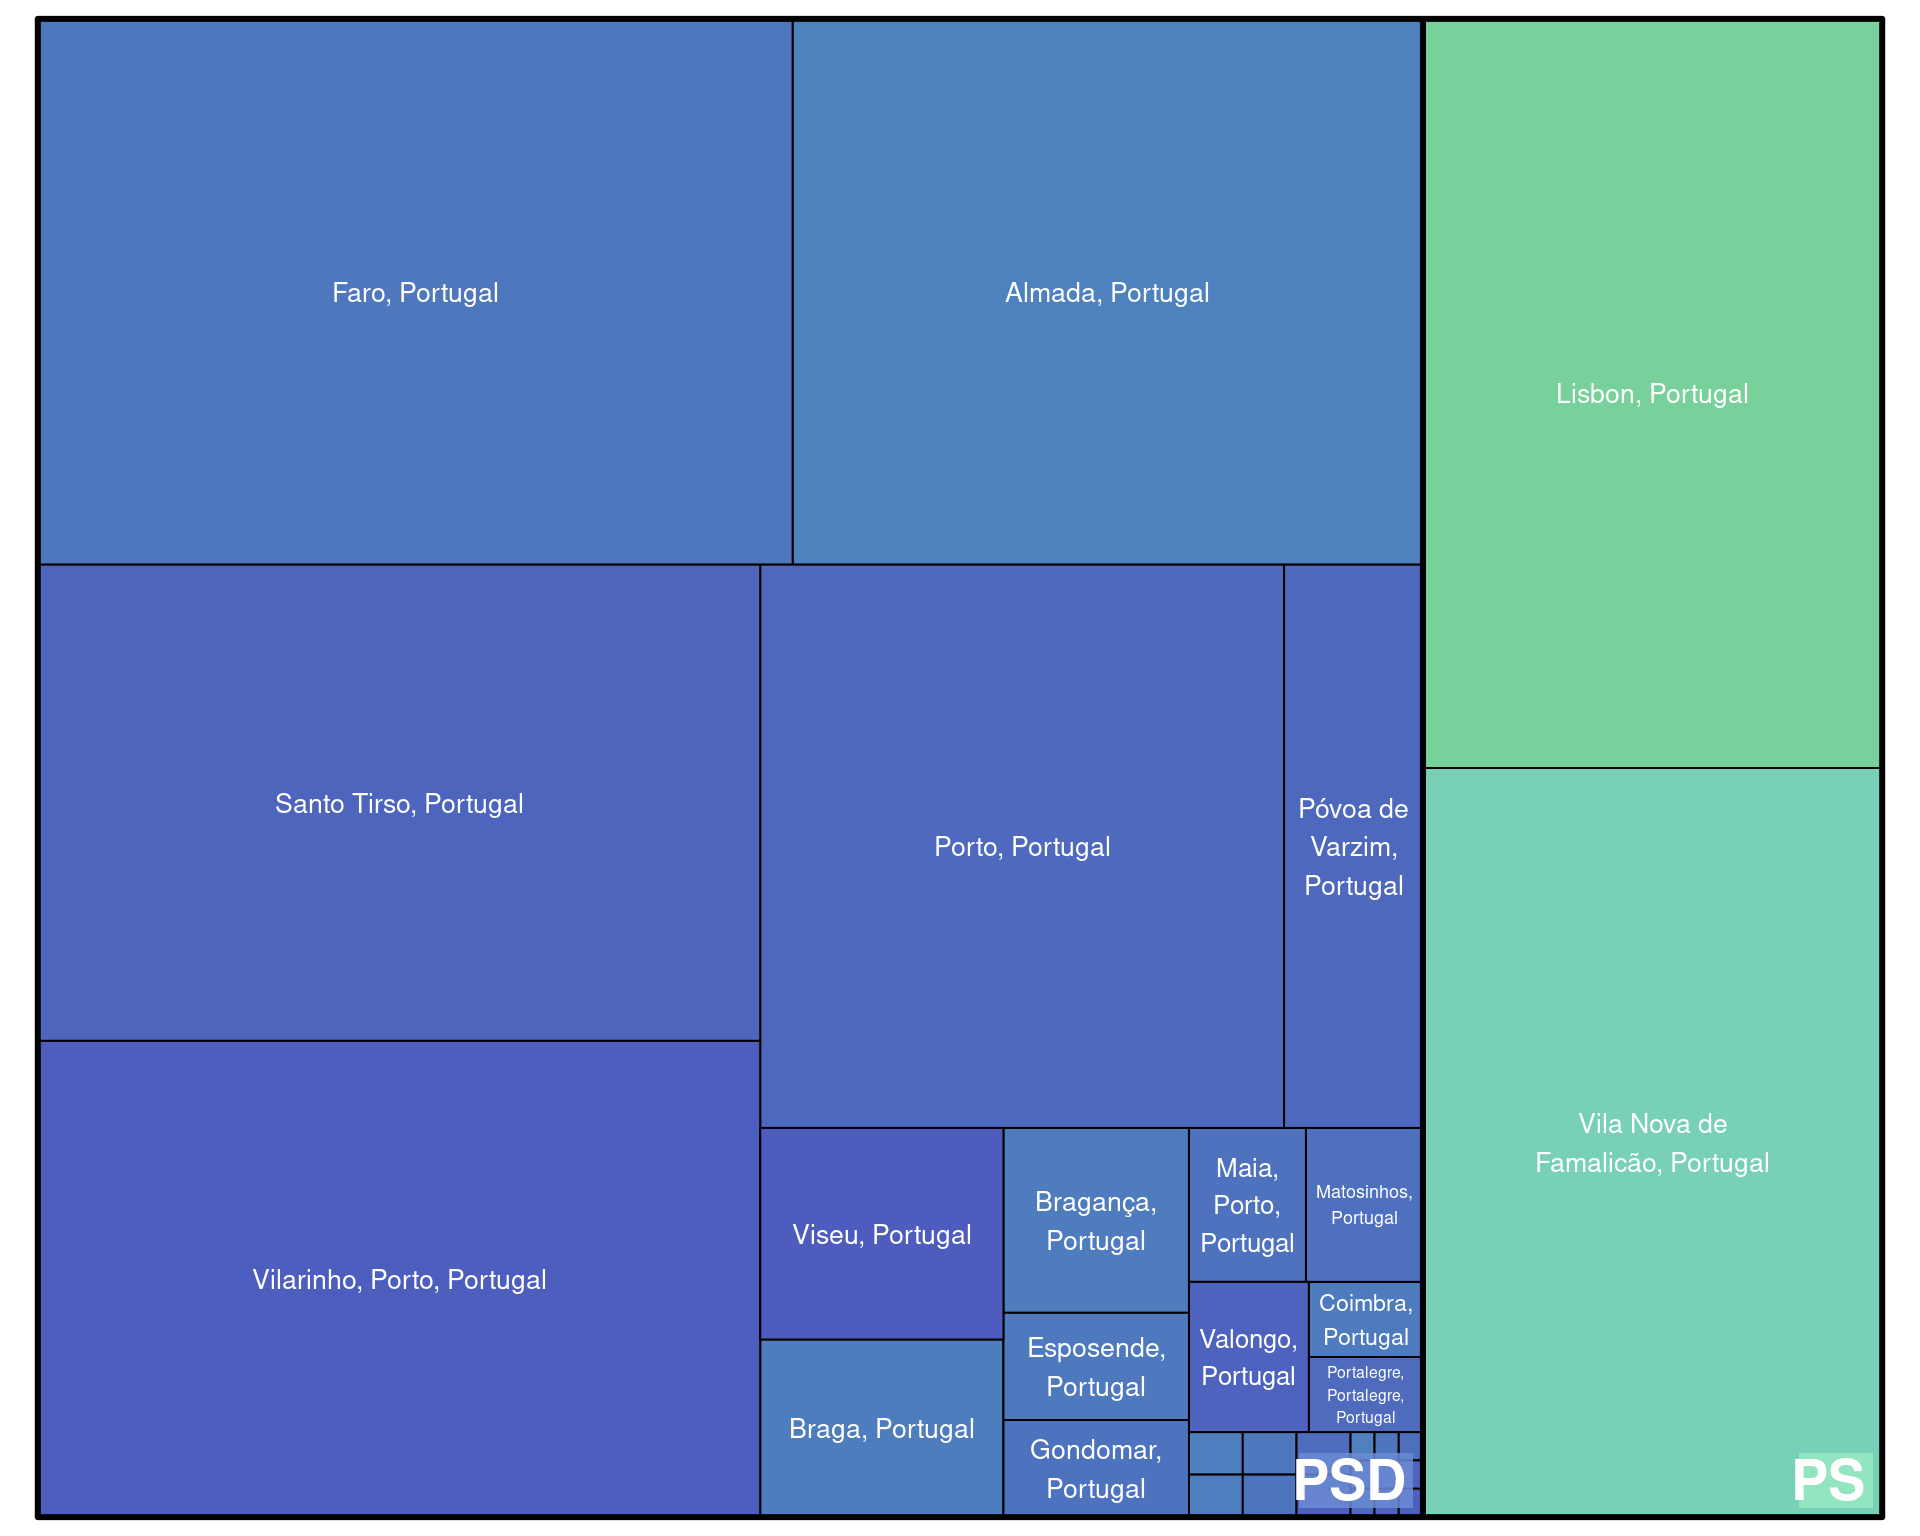 Faro, Portugal
Almada, Portugal
Lisbon, Portugal
Santo Tirso, Portugal
Porto, Portugal
Póvoa de
Varzim,
Portugal
Vila Nova de
Famalicão, Portugal
Vilarinho, Porto, Portugal
Viseu, Portugal
Bragança,
Portugal
Maia,
Porto,
Portugal
Matosinhos,
Portugal
Braga, Portugal
Esposende,
Portugal
Gondomar,
Portugal
Valongo,
Portugal
Coimbra,
Portugal
Portalegre,
Portalegre,
Portugal
PSD
PS